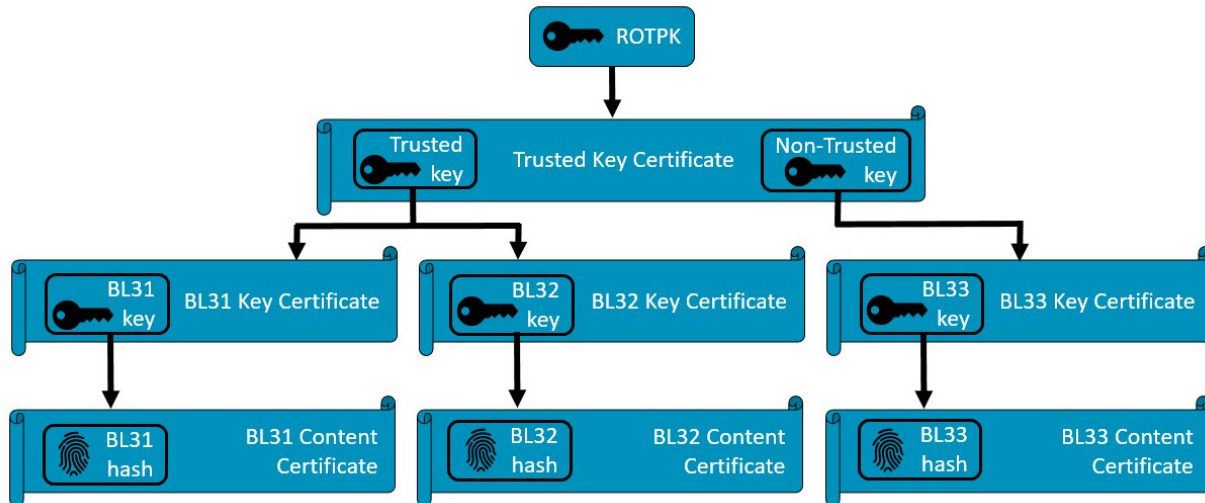 ROTPK
Trusted
key
Trusted Key Certificate
Non-Trusted
key
BL31
key
BL31 Key Certificate
BL32
key
BL32 Key Certificate
BL33
key
BL33 Key Certificate
BL31
hash
BL31 Content
Certificate
BL32
hash
BL32 Content
Certificate
BL33
hash
BL33 Content
Certificate